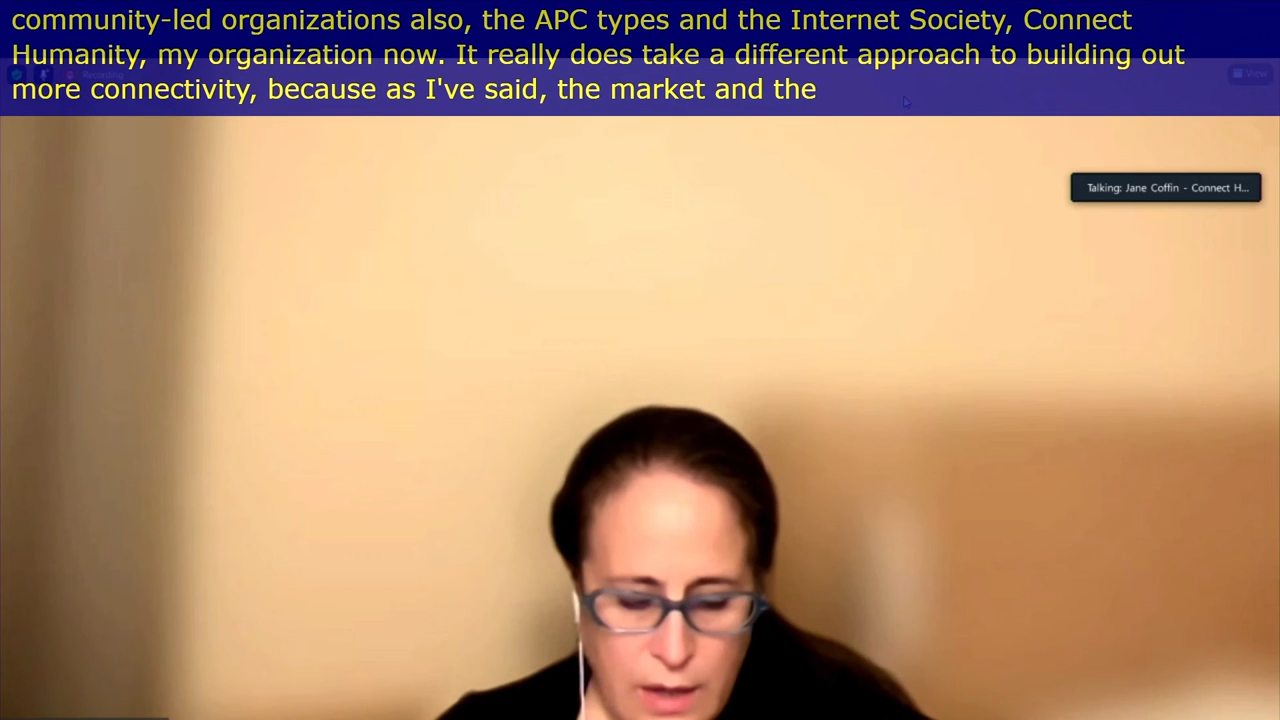 community-led organizations also, the APC types and the Internet Society, Connect
Humanity, my organization now. It really does take a different approach to building out
more connectivity, because as I've said, the market and the
Recording
View
Talking: Jane Coffin - Connect H...